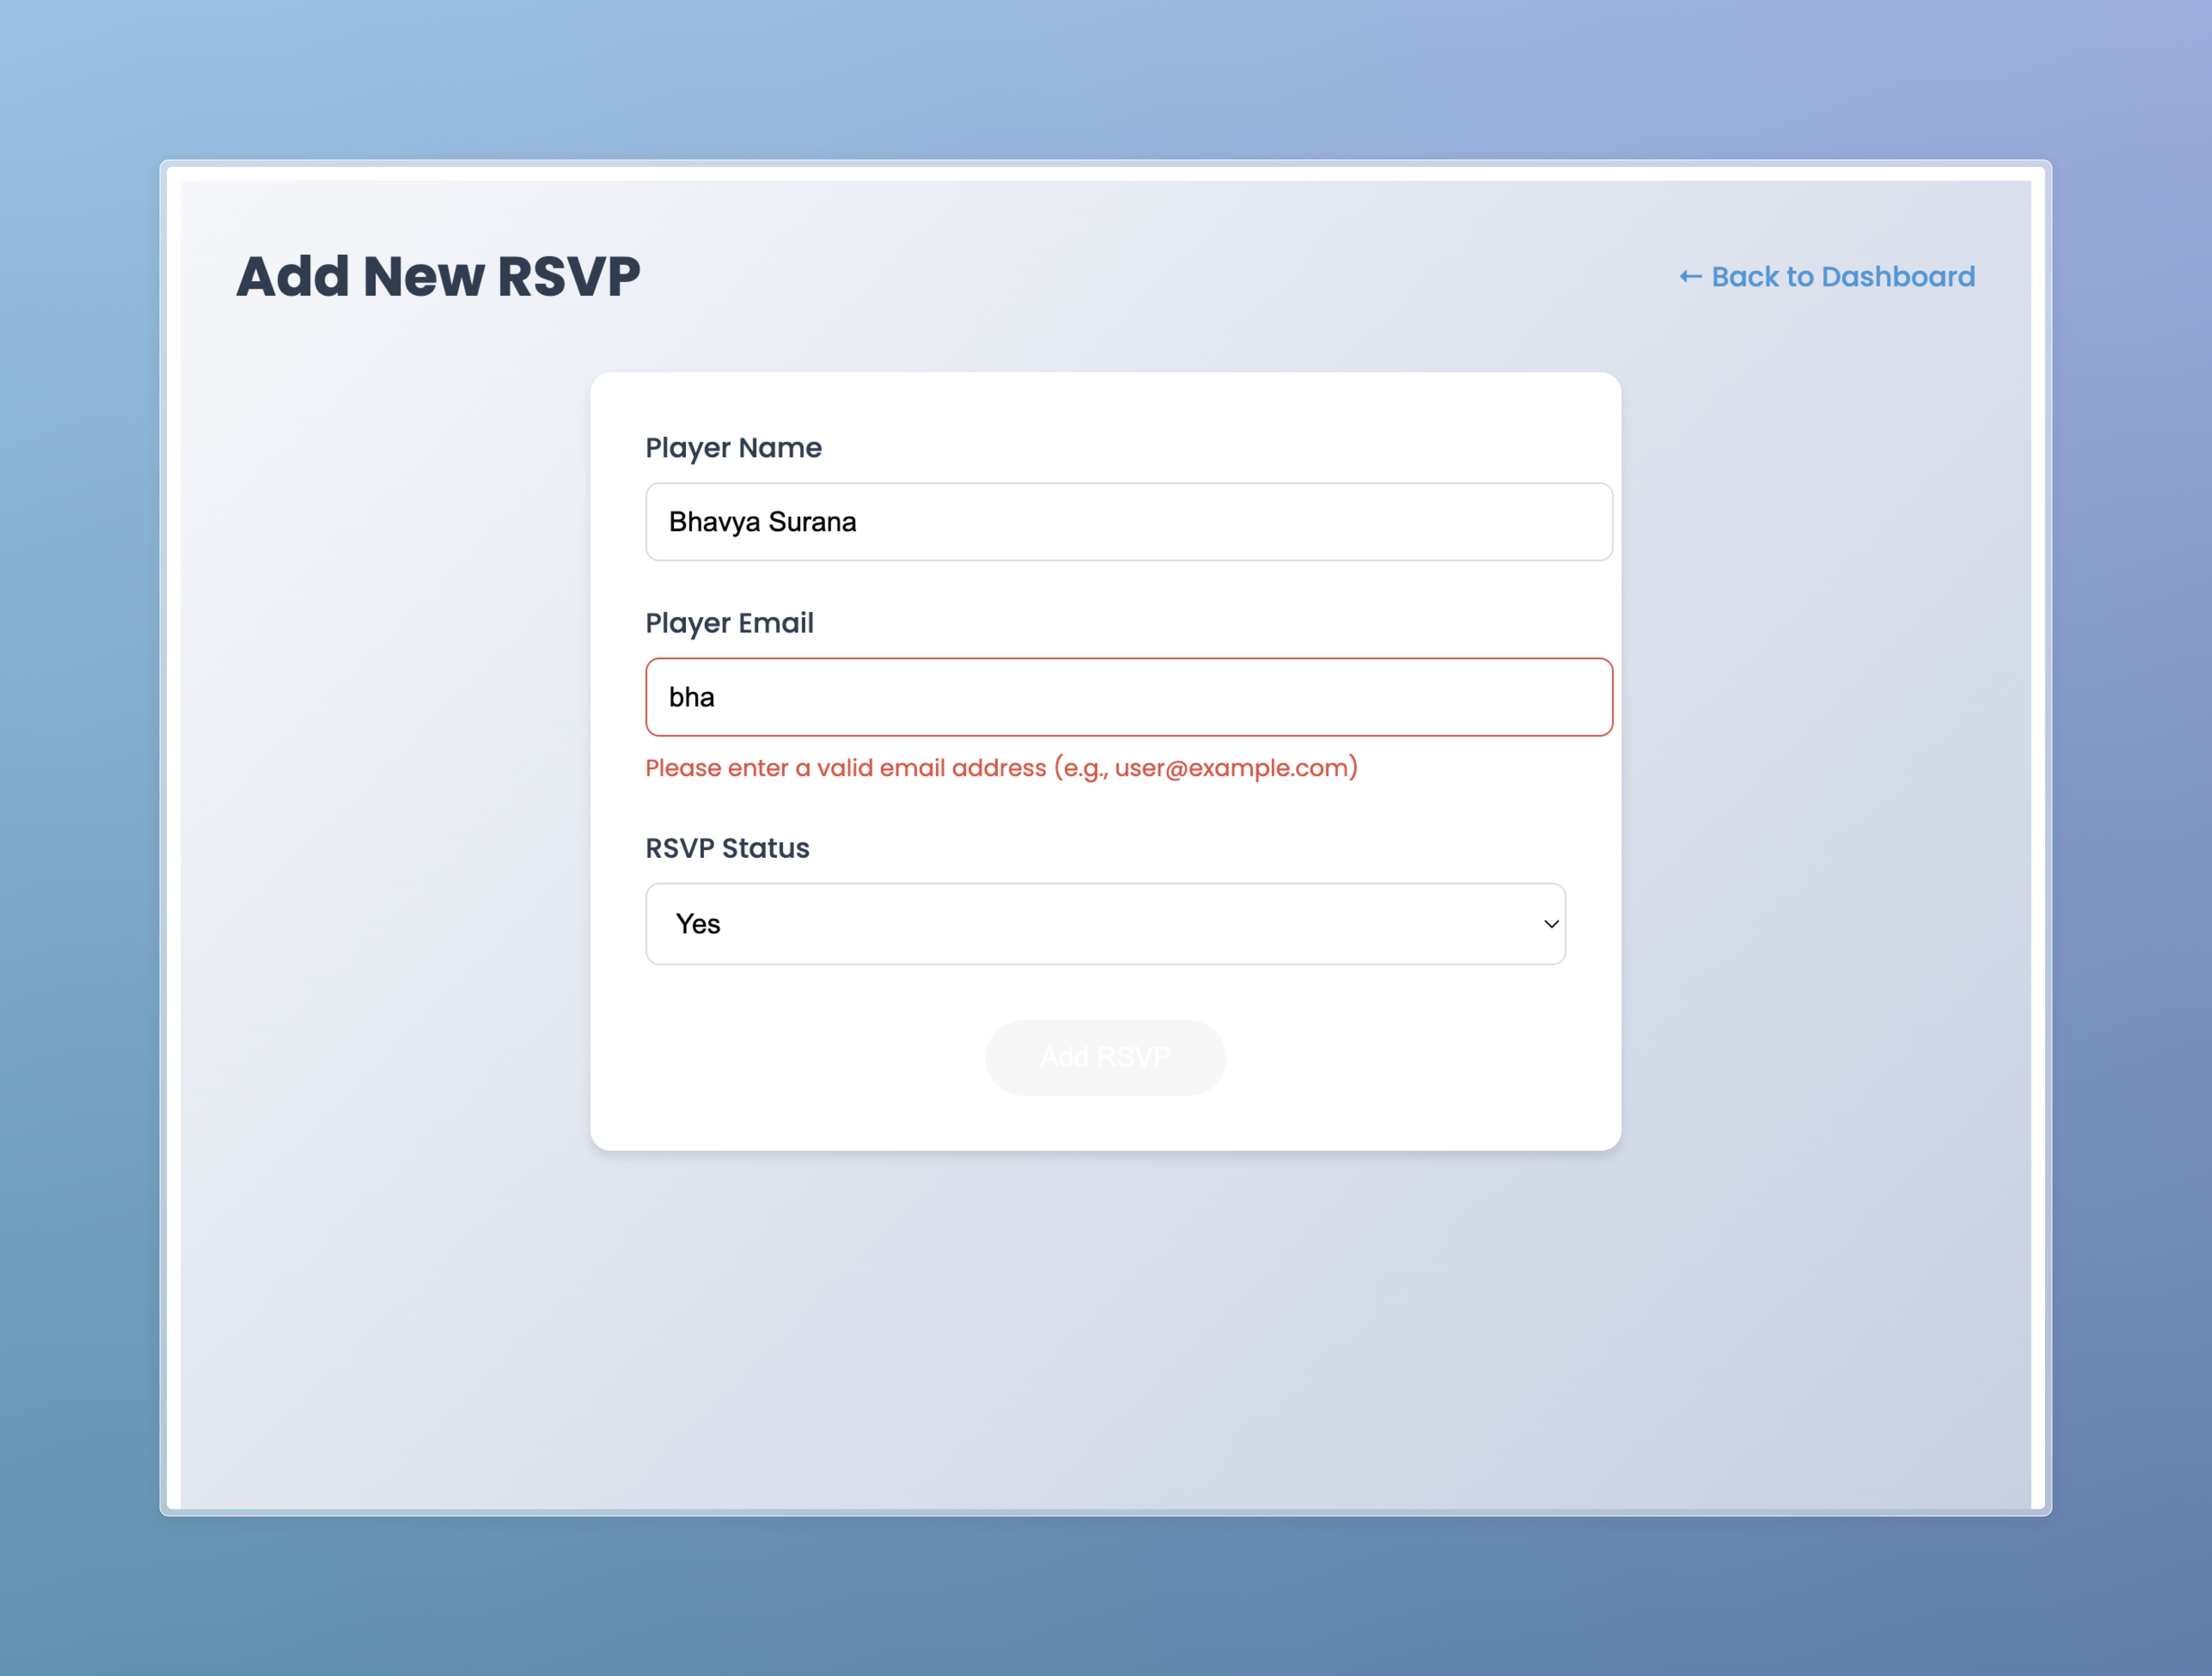 Add New RSVP
← Back to Dashboard
Player Name
Bhavya Surana
Player Email
bha
Please enter a valid email address (e.g., user@example.com)
RSVP Status
Yes
Add RSVP